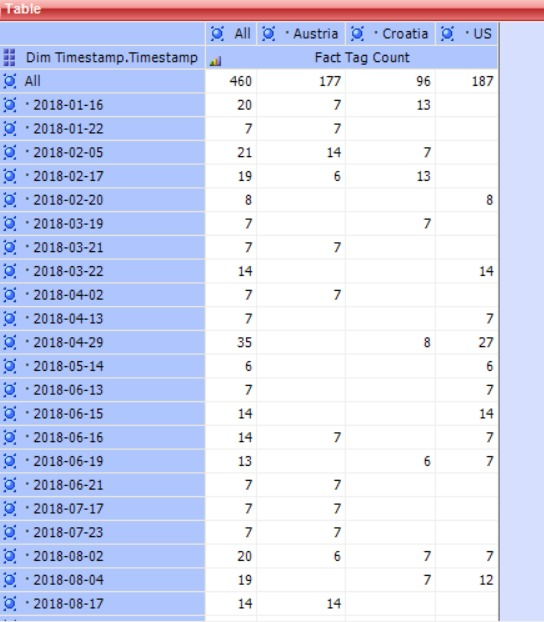 Table
All · Austria · Croatia · US
Dim Timestamp.Timestamp Fact Tag Count
All 460 177 96 187
· 2018-01-16 20 7 13
· 2018-01-22 7 7
· 2018-02-05 21 14 7
· 2018-02-17 19 6 13
· 2018-02-20 8 8
· 2018-03-19 7 7
· 2018-03-21 7 7
· 2018-03-22 14 14
· 2018-04-02 7 7
· 2018-04-13 7 7
· 2018-04-29 35 8 27
· 2018-05-14 6 6
· 2018-06-13 7 7
· 2018-06-15 14 14
· 2018-06-16 14 7 7
· 2018-06-19 13 6 7
· 2018-06-21 7 7
· 2018-07-17 7 7
· 2018-07-23 7 7
· 2018-08-02 20 6 7 7
· 2018-08-04 19 7 12
· 2018-08-17 14 14